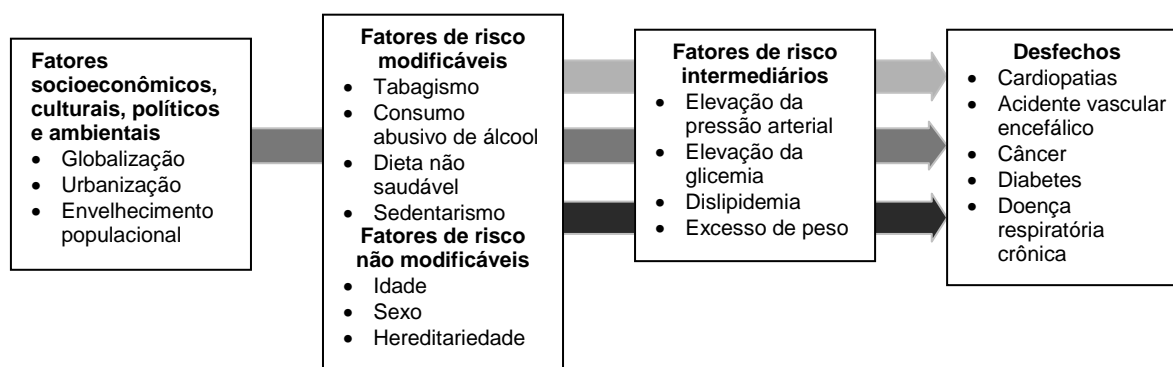 Fatores
socioeconômicos,
culturais, políticos
e ambientais
• Globalização
• Urbanização
• Envelhecimento
populacional
Fatores de risco
modificáveis
• Tabagismo
• Consumo
abusivo de álcool
• Dieta não
saudável
• Sedentarismo
Fatores de risco
não modificáveis
• Idade
• Sexo
• Hereditariedade
Fatores de risco
intermediários
• Elevação da
pressão arterial
• Elevação da
glicemia
• Dislipidemia
• Excesso de peso
Desfechos
• Cardiopatias
• Acidente vascular
encefálico
• Câncer
• Diabetes
• Doença
respiratória
crônica